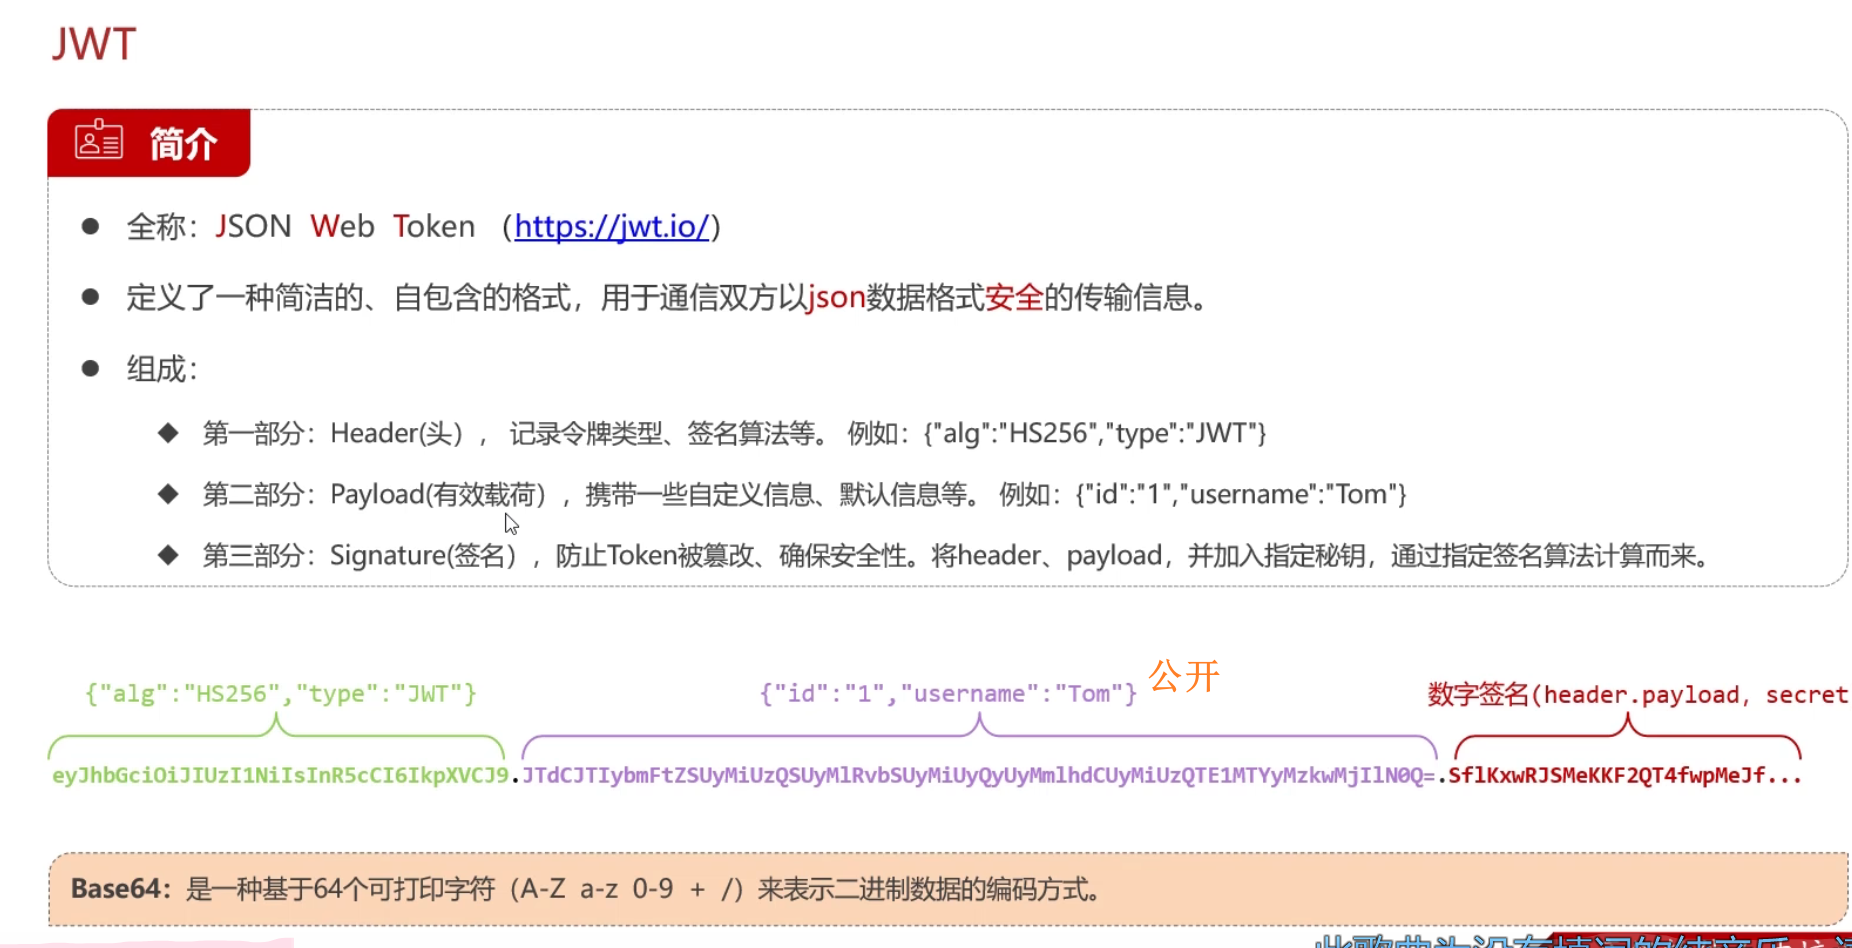 JWT
简介
● 全称：JSON Web Token （https://jwt.io/）
● 定义了一种简洁的、自包含的格式，用于通信双方以json数据格式安全的传输信息。
● 组成：
◆ 第一部分：Header(头）， 记录令牌类型、签名算法等。 例如：{"alg":"HS256","type":"JWT"}
◆ 第二部分：Payload(有效载荷），携带一些自定义信息、默认信息等。 例如：{"id":"1","username":"Tom"}
◆ 第三部分：Signature(签名），防止Token被篡改、确保安全性。将header、payload，并加入指定秘钥，通过指定签名算法计算而来。
{"alg":"HS256","type":"JWT"} {"id":"1","username":"Tom"} 公开 数字签名(header.payload, secret
eyJhbGciOiJIUzI1NiIsInR5cCI6IkpXVCJ9.JTdCJTIybmFtZSUyMiUzQSUyMlRvbSUyMiUyQyUyMmlhdCUyMiUzQTE1MTYyMzkwMjIlN0Q=.SflKxwRJSMeKKF2QT4fwpMeJf...
Base64：是一种基于64个可打印字符（A-Z a-z 0-9 + /）来表示二进制数据的编码方式。